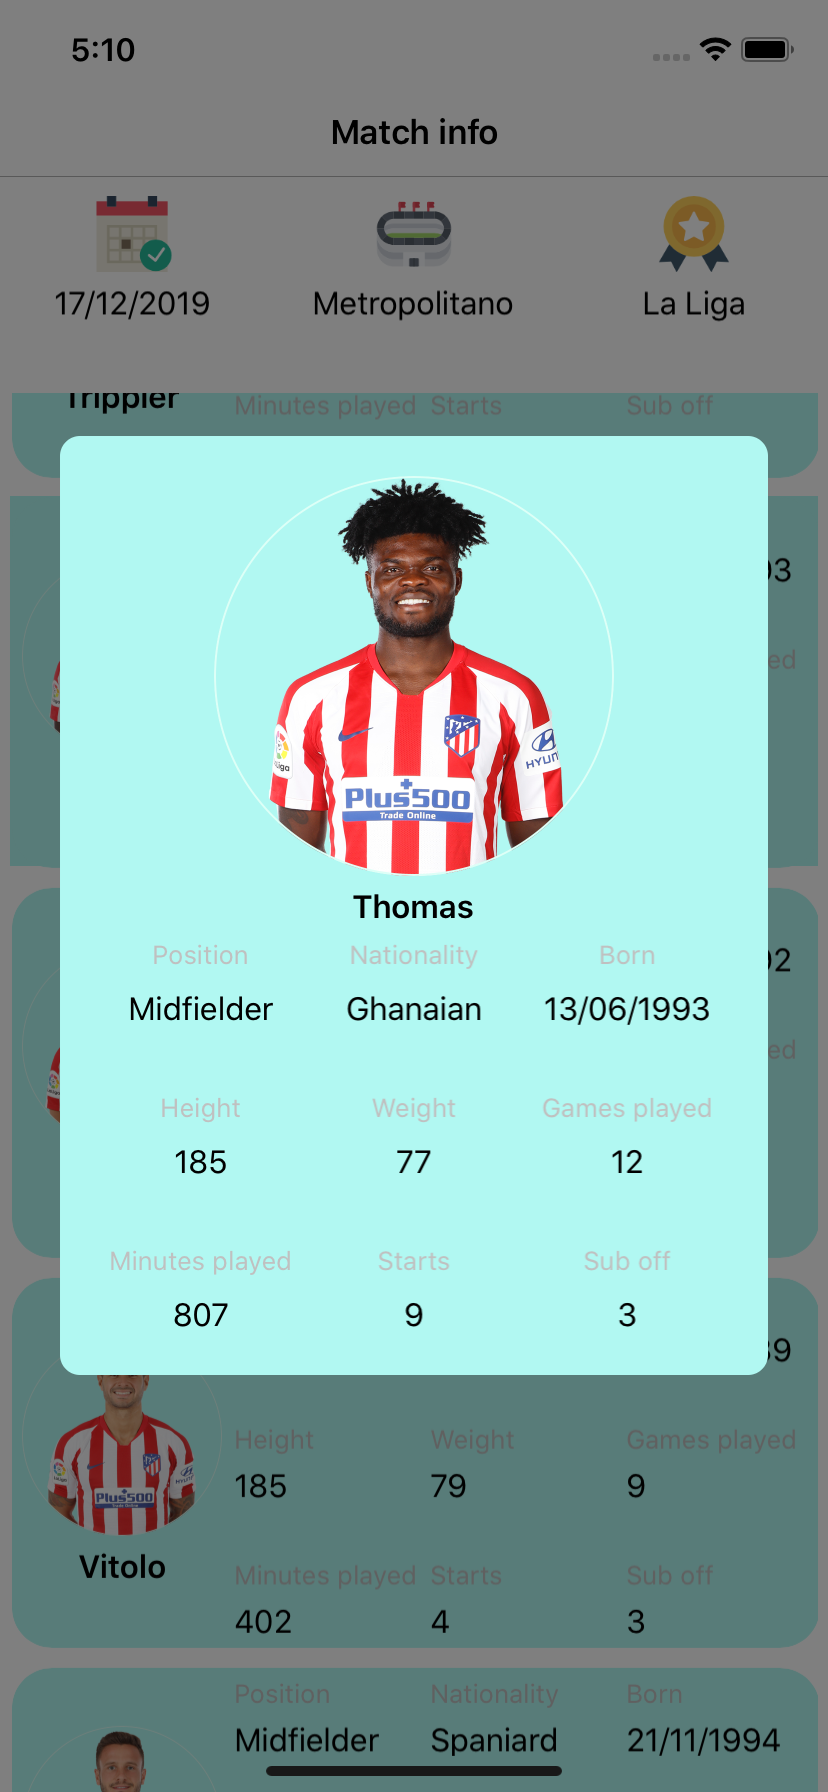 5:10
Match info
17/12/2019 Metropolitano La Liga
Trippier
Minutes played Starts Sub off
Plus500
Trade Online
Thomas
Position Nationality Born
Midfielder Ghanaian 13/06/1993
Height Weight Games played
185 77 12
Minutes played Starts Sub off
807 9 3
Height Weight Games played
185 79 9
Plus500
Vitolo
Minutes played Starts Sub off
402 4 3
Position Nationality Born
Midfielder Spaniard 21/11/1994